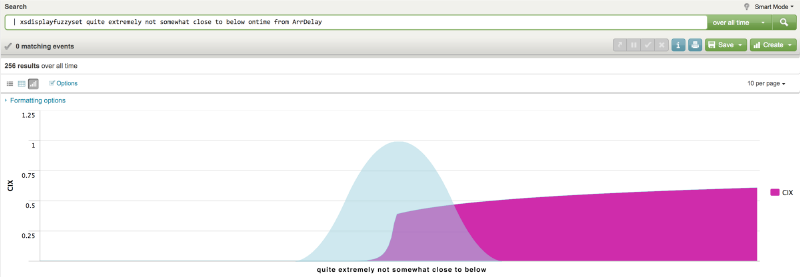 Search
Smart Mode
| xsdisplayfuzzyset quite extremely not somewhat close to below ontime from ArrDelay
over all time
0 matching events
Save
Create
256 results over all time
Options
10 per page
Formatting options
1.25
1
0.75
0.5
0.25
CIX
CIX
quite extremely not somewhat close to below